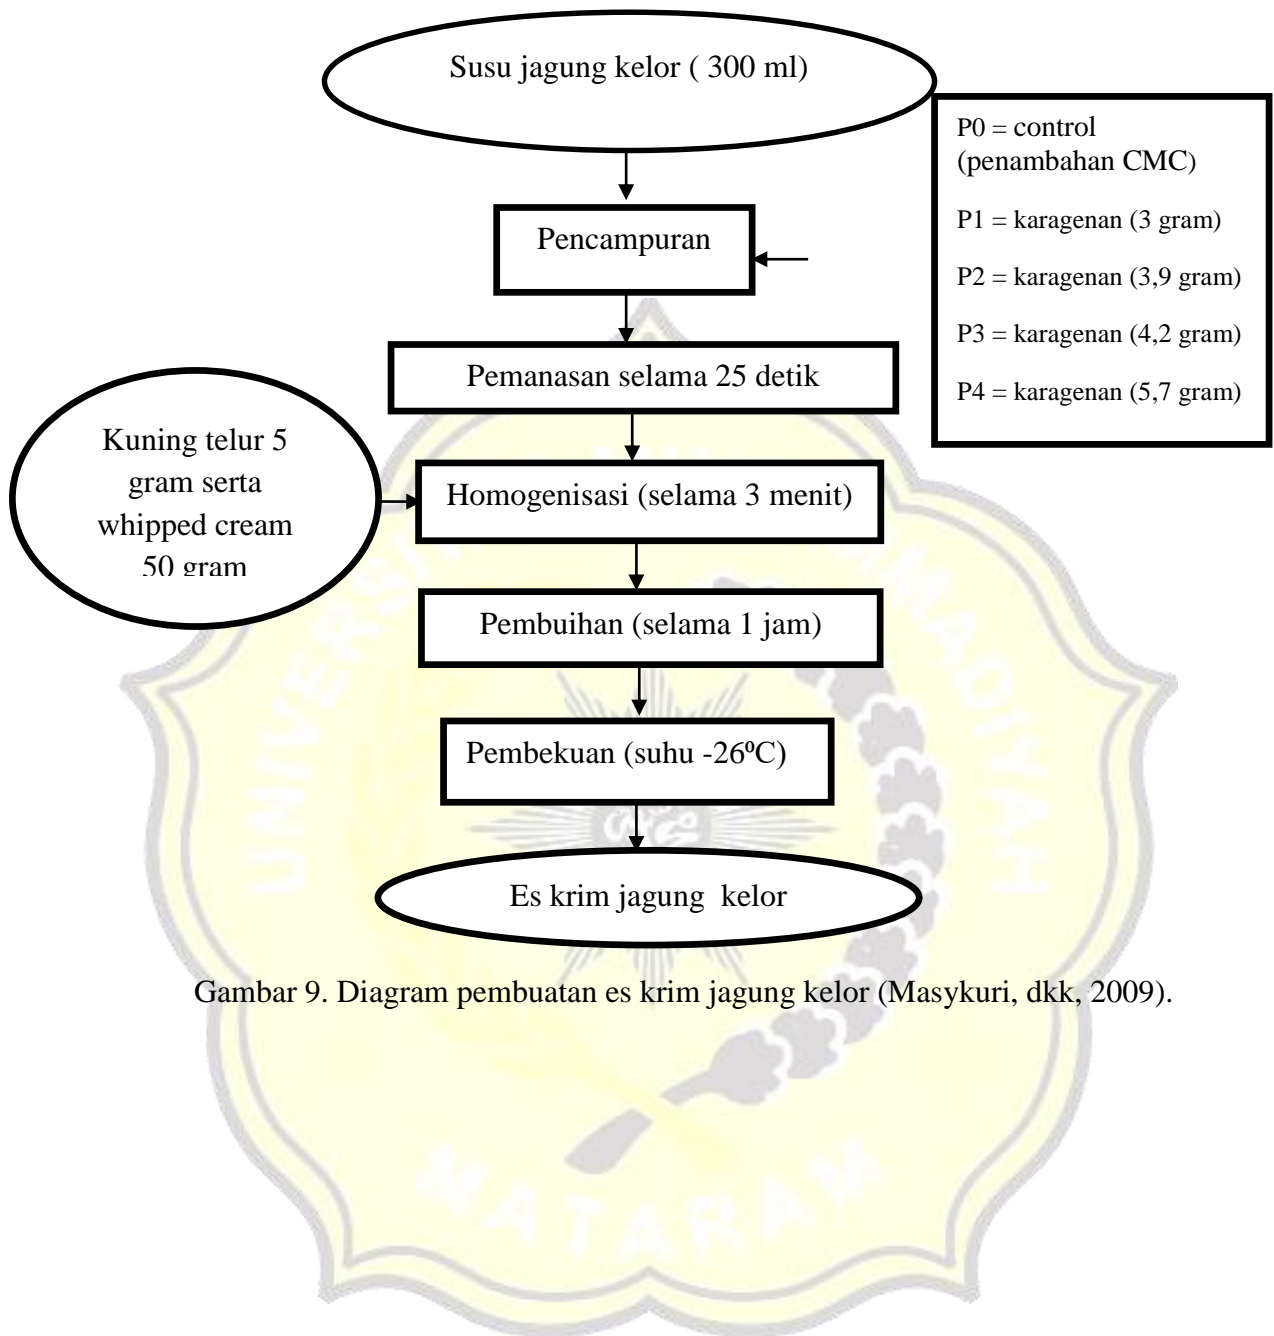 Susu jagung kelor ( 300 ml)
P0 = control
(penambahan CMC)
P1 = karagenan (3 gram)
P2 = karagenan (3,9 gram)
P3 = karagenan (4,2 gram)
P4 = karagenan (5,7 gram)
Pencampuran
Pemanasan selama 25 detik
Kuning telur 5
gram serta
whipped cream
50 gram
Homogenisasi (selama 3 menit)
Pembuihan (selama 1 jam)
Pembekuan (suhu -26⁰C)
Es krim jagung  kelor
Gambar 9. Diagram pembuatan es krim jagung kelor (Masykuri, dkk, 2009).
MATARAM